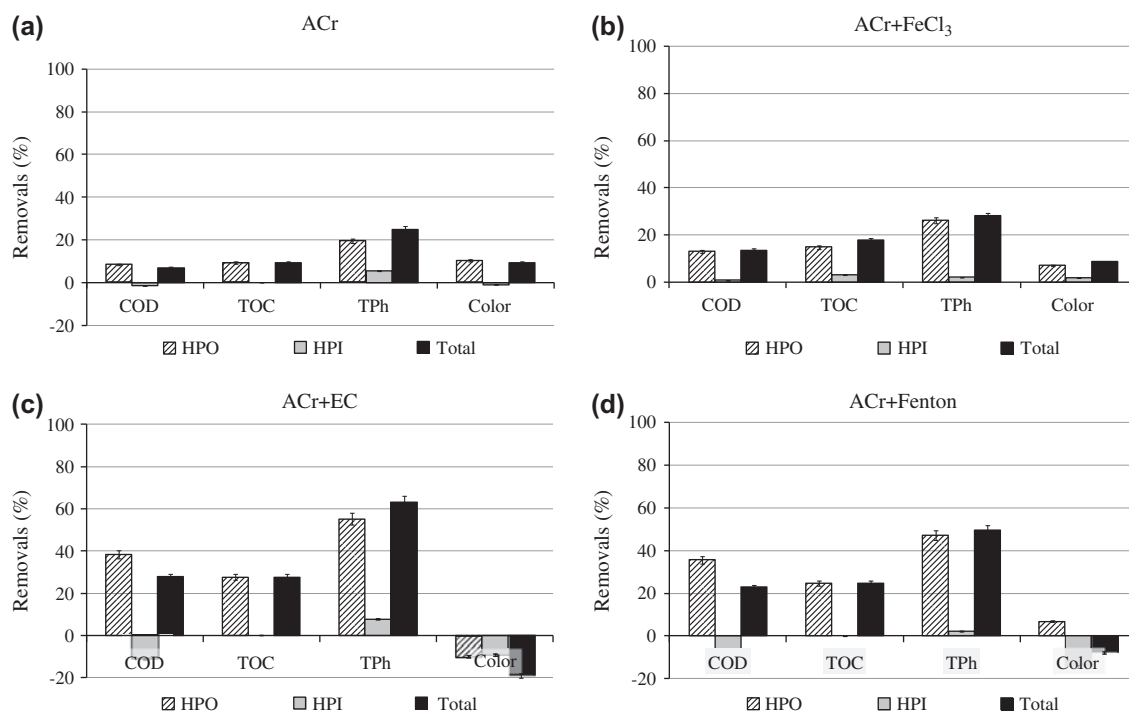 (a)
ACr
Removals (%)
100
80
60
40
20
0
-20
COD TOC TPh Color
HPO HPI Total
(b)
ACr+FeCl₃
Removals (%)
100
80
60
40
20
0
COD TOC TPh Color
HPO HPI Total
(c)
ACr+EC
Removals (%)
100
80
60
40
20
0
-20
COD TOC TPh Color
HPO HPI Total
(d)
ACr+Fenton
Removals (%)
100
80
60
40
20
0
-20
COD TOC TPh Color
HPO HPI Total